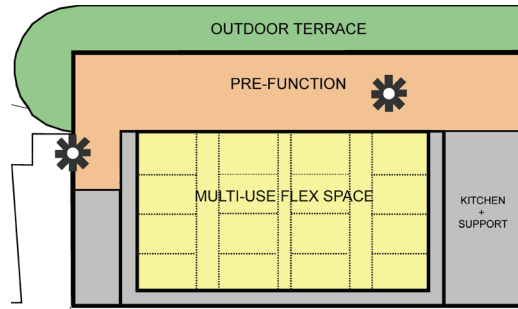 OUTDOOR TERRACE
PRE-FUNCTION
MULTI-USE FLEX SPACE
KITCHEN
+
SUPPORT